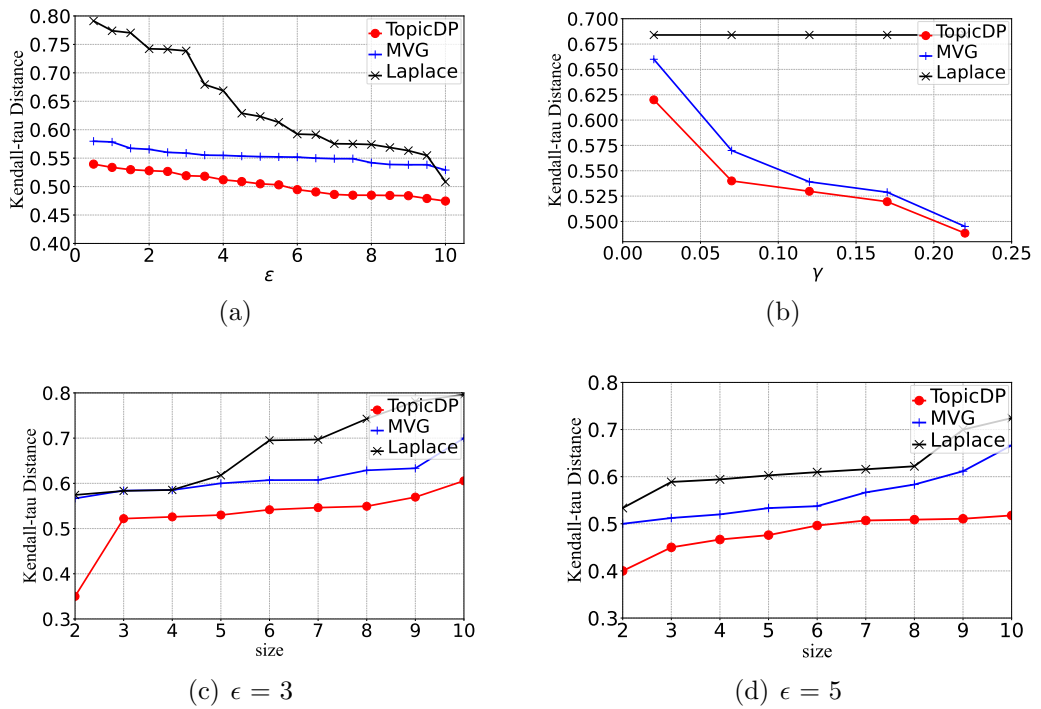 Kendall-tau Distance
0.80
0.75
0.70
0.65
0.60
0.55
0.50
0.45
0.40
TopicDP
MVG
Laplace
0 2 4 6 8 10
ε
(a)
Kendall-tau Distance
0.700
0.675
0.650
0.625
0.600
0.575
0.550
0.525
0.500
TopicDP
MVG
Laplace
0.00 0.05 0.10 0.15 0.20 0.25
γ
(b)
Kendall-tau Distance
0.8
0.7
0.6
0.5
0.4
0.3
TopicDP
MVG
Laplace
2 3 4 5 6 7 8 9 10
size
(c) ϵ = 3
Kendall-tau Distance
0.8
0.7
0.6
0.5
0.4
0.3
TopicDP
MVG
Laplace
2 3 4 5 6 7 8 9 10
size
(d) ϵ = 5